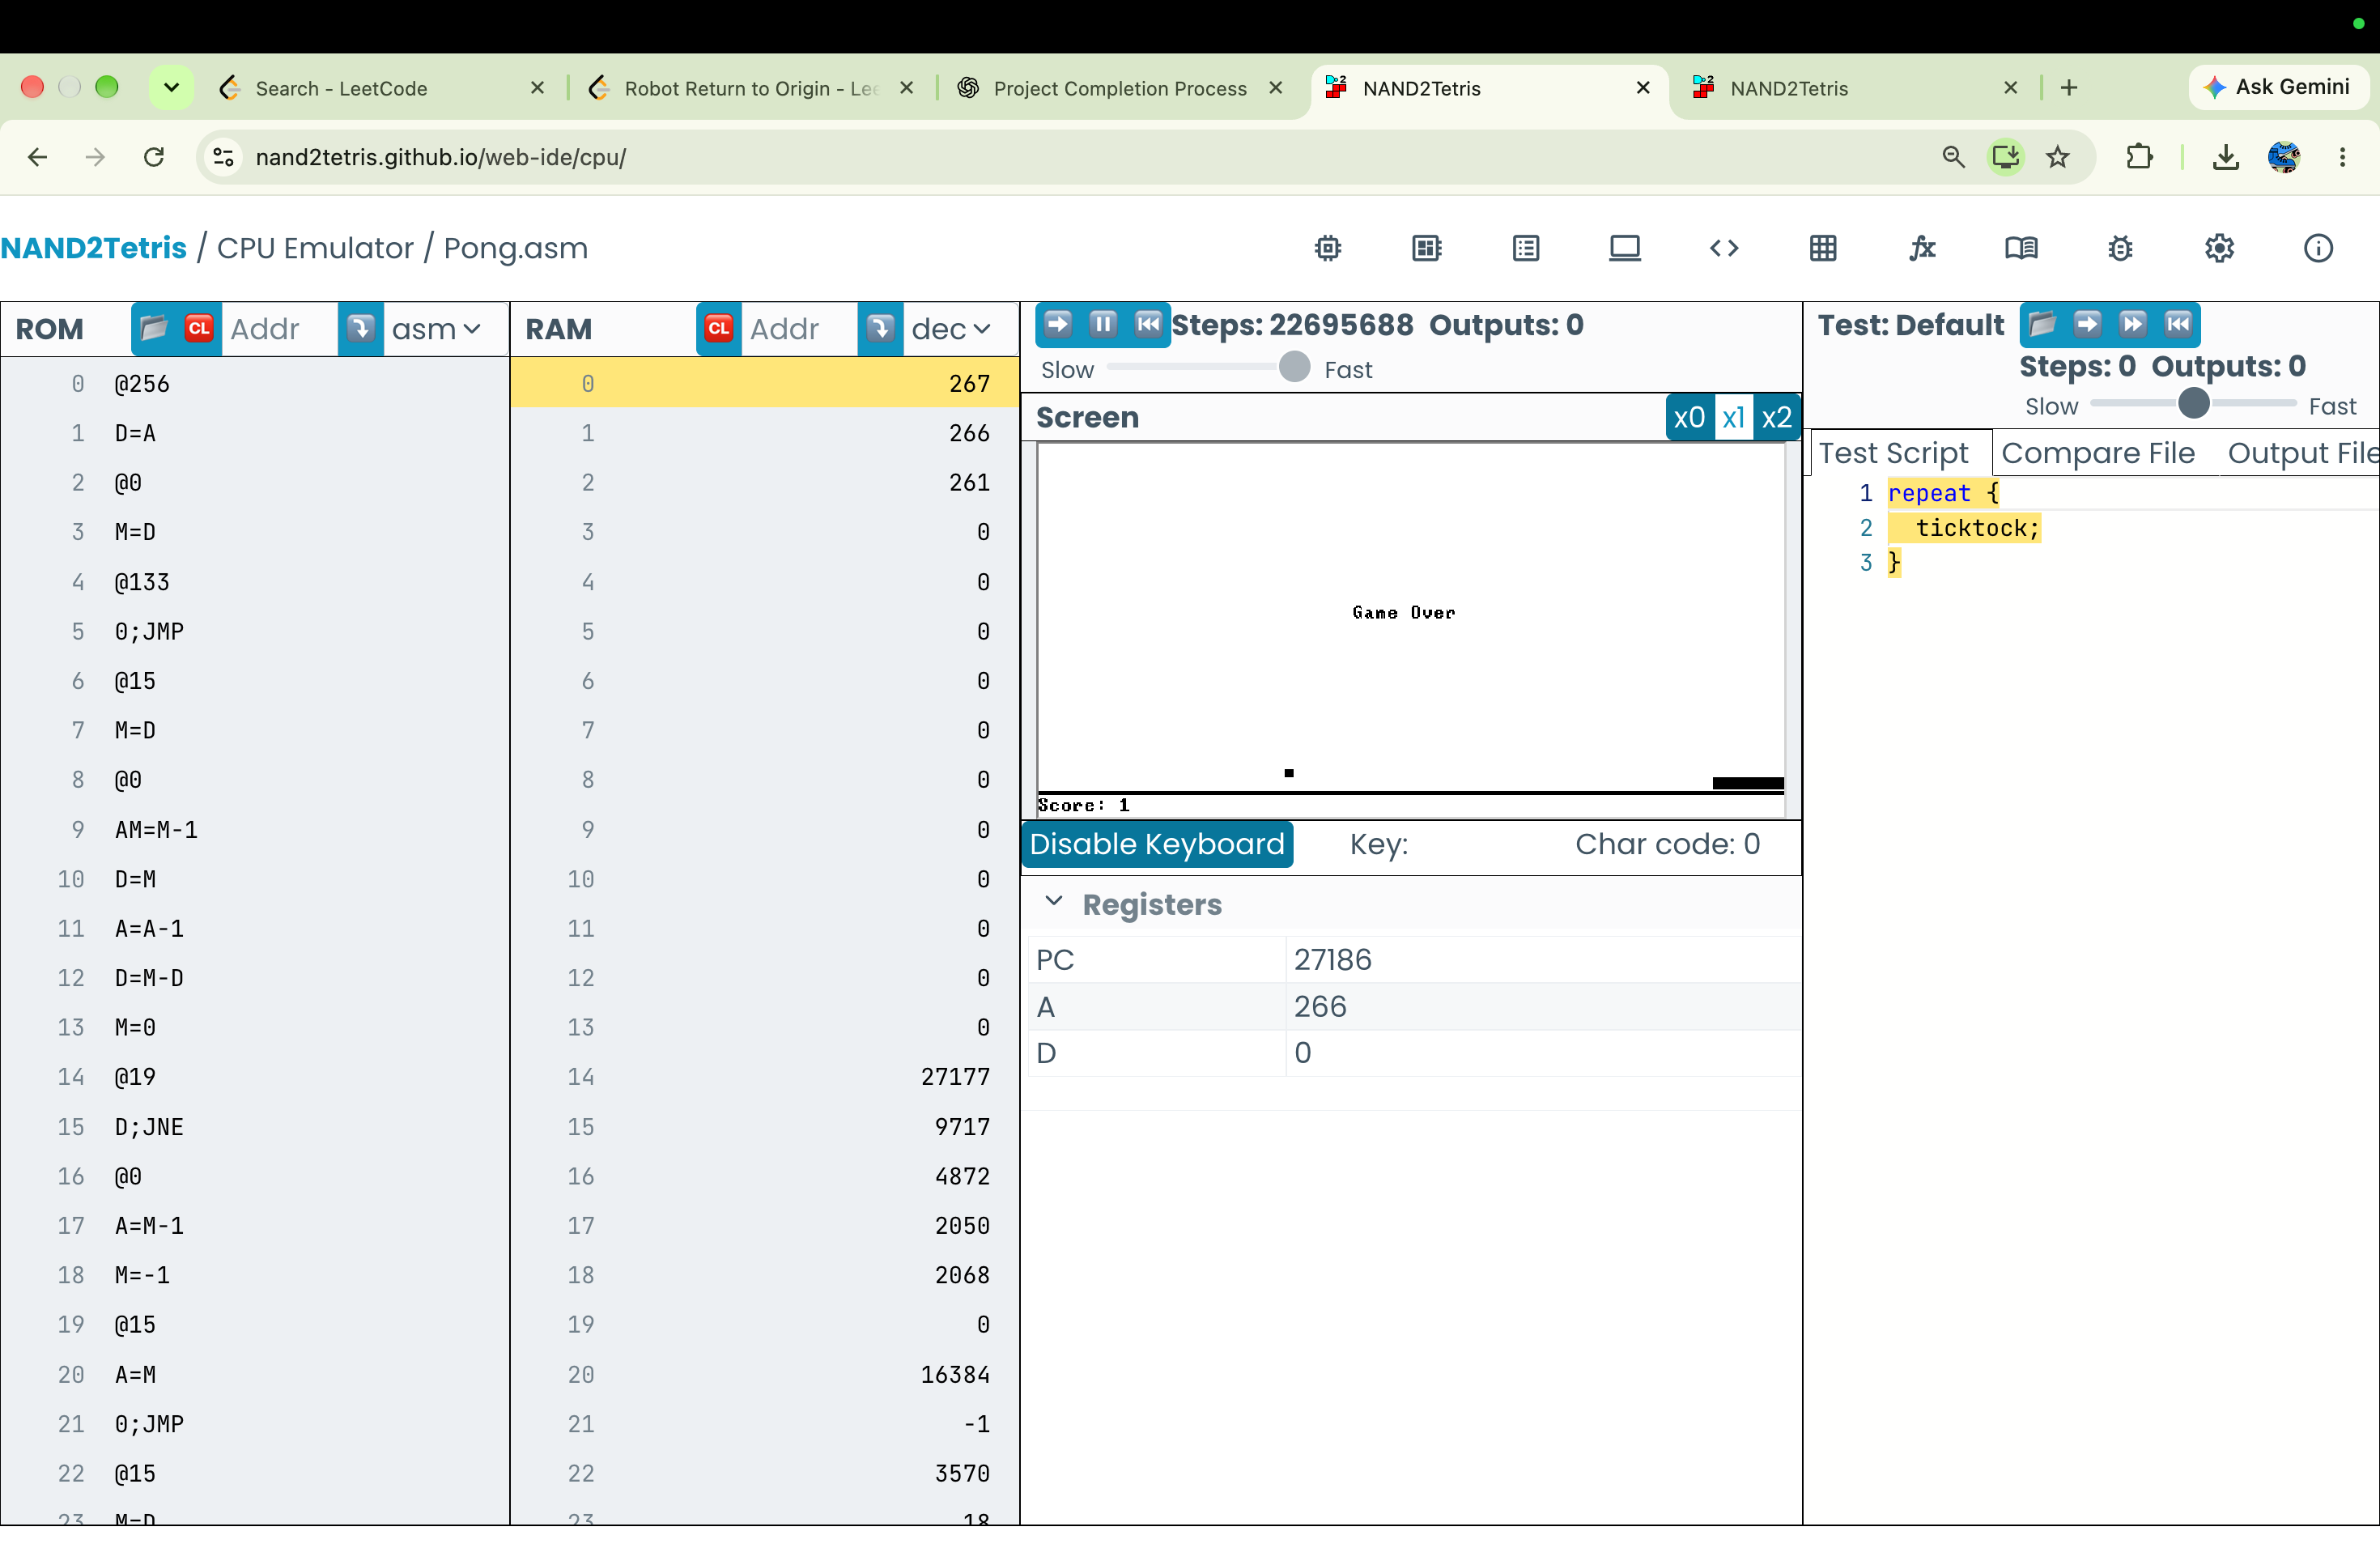 Search - LeetCode
Robot Return to Origin - Lee
Project Completion Process
NAND2Tetris
NAND2Tetris
Ask Gemini
nand2tetris.github.io/web-ide/cpu/
NAND2Tetris / CPU Emulator / Pong.asm
ROM CL Addr asm
0 @256
1 D=A
2 @0
3 M=D
4 @133
5 0;JMP
6 @15
7 M=D
8 @0
9 AM=M-1
10 D=M
11 A=A-1
12 D=M-D
13 M=0
14 @19
15 D;JNE
16 @0
17 A=M-1
18 M=-1
19 @15
20 A=M
21 0;JMP
22 @15
23 M=D
RAM CL Addr dec
0 267
1 266
2 261
3 0
4 0
5 0
6 0
7 0
8 0
9 0
10 0
11 0
12 0
13 0
14 27177
15 9717
16 4872
17 2050
18 2068
19 0
20 16384
21 -1
22 3570
23 18
Steps: 22695688 Outputs: 0
Slow Fast
Screen x0 x1 x2
Game Over
Score: 1
Disable Keyboard Key: Char code: 0
Registers
PC 27186
A 266
D 0
Test: Default
Steps: 0 Outputs: 0
Slow Fast
Test Script Compare File Output File
1 repeat {
2 ticktock;
3 }